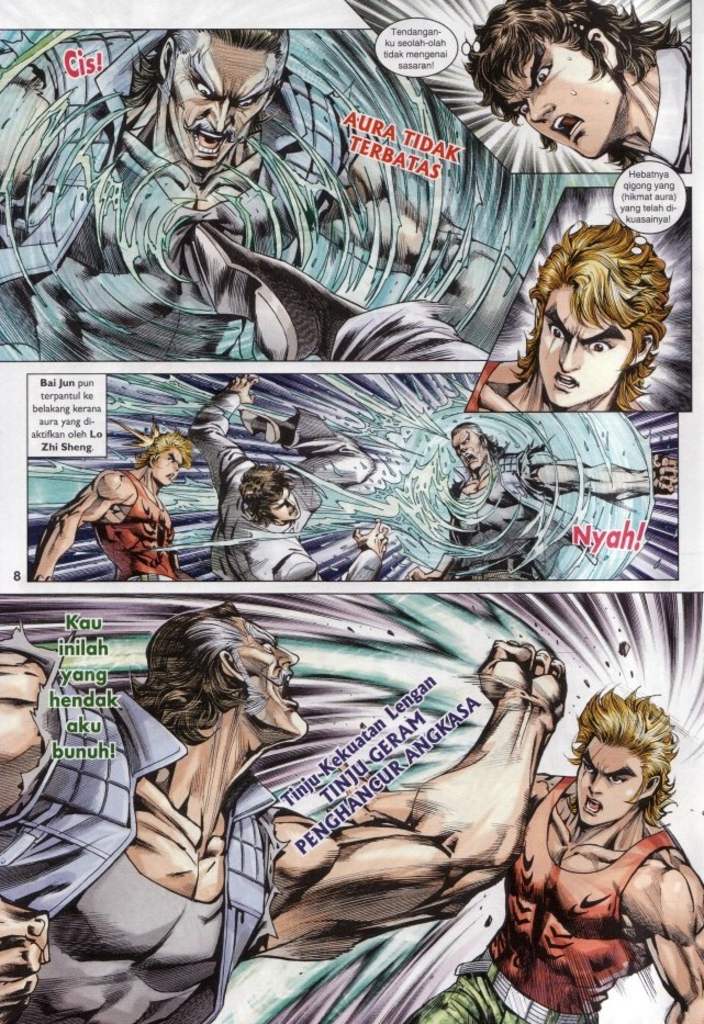 Cis!
AURA TIDAK
TERBATAS
Tendangan-
ku seolah-olah
tidak mengenai
sasaran!
Hebatnya
qigong yang
(hikmat aura)
yang telah di-
kuasainya!
Bai Jun pun
terpantul ke
belakang kerana
aura yang di-
aktifkan oleh Lo
Zhi Sheng.
Nyah!
8
Kau
inilah
yang
hendak
aku
bunuh!
Tinju Kekuatan Lengan
TINJU GERAM
PENGHANCUR ANGKASA